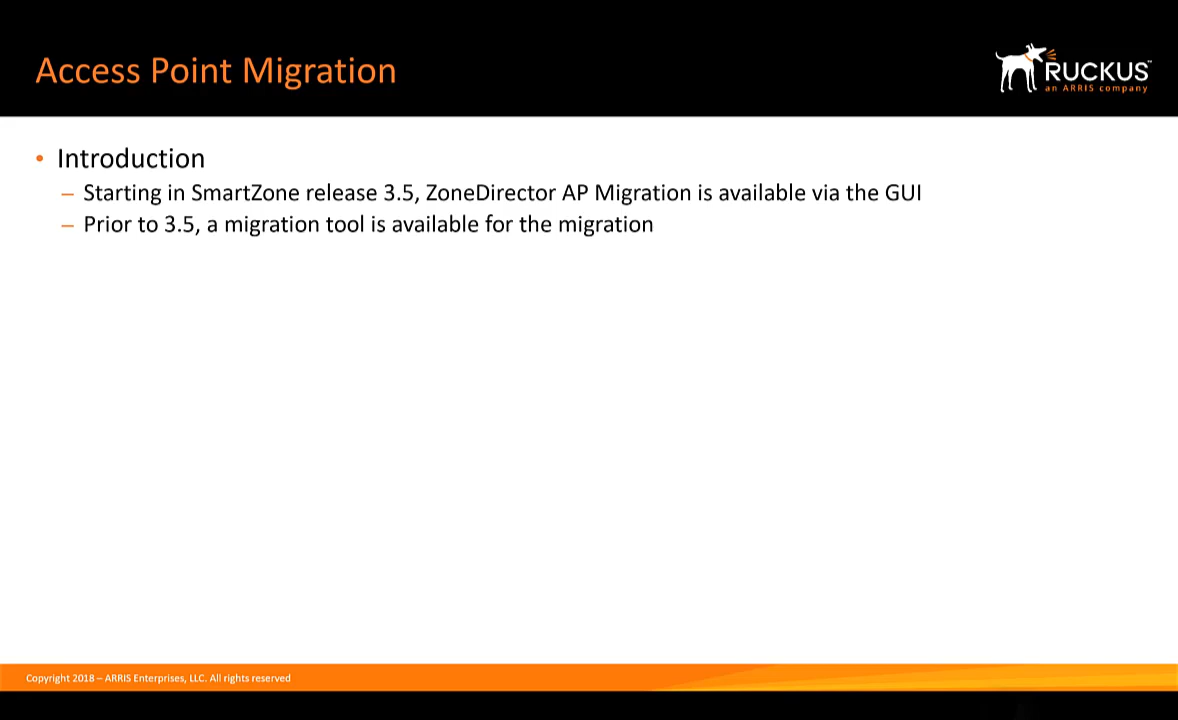 Access Point Migration
RUCKUS™
an ARRIS company
• Introduction
– Starting in SmartZone release 3.5, ZoneDirector AP Migration is available via the GUI
– Prior to 3.5, a migration tool is available for the migration
Copyright 2018 – ARRIS Enterprises, LLC. All rights reserved